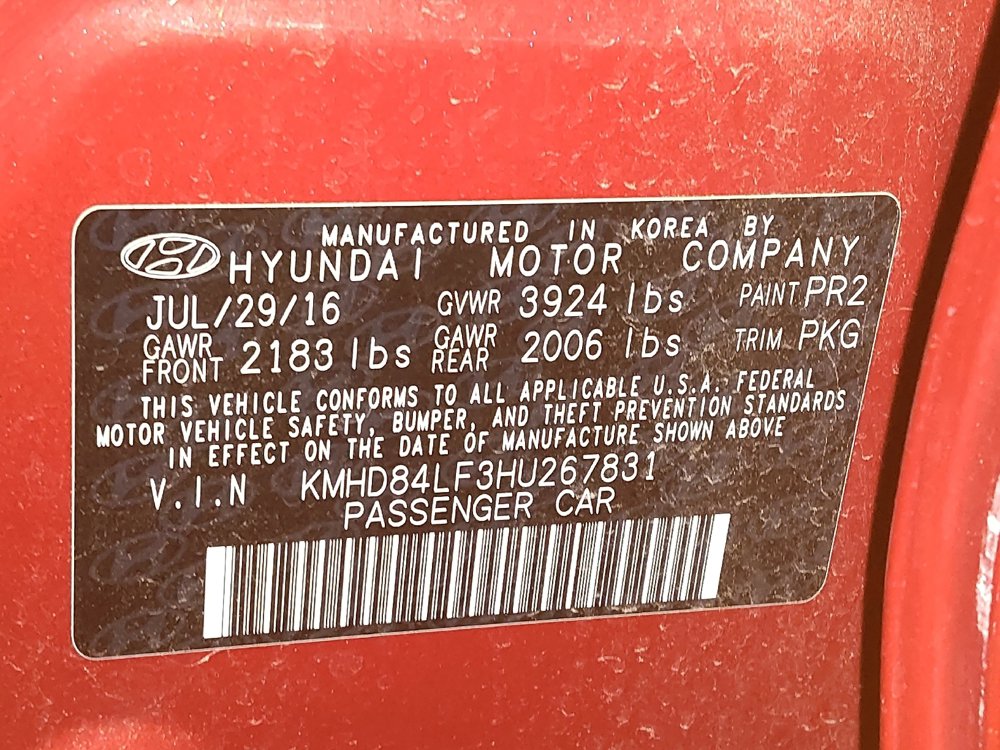 MANUFACTURED IN KOREA BY
HYUNDAI MOTOR COMPANY
JUL/29/16 GVWR 3924 lbs PAINT PR2
GAWR FRONT 2183 lbs GAWR REAR 2006 lbs TRIM PKG
THIS VEHICLE CONFORMS TO ALL APPLICABLE U.S.A. FEDERAL
MOTOR VEHICLE SAFETY, BUMPER, AND THEFT PREVENTION STANDARDS
IN EFFECT ON THE DATE OF MANUFACTURE SHOWN ABOVE
V.I.N KMHD84LF3HU267831
PASSENGER CAR